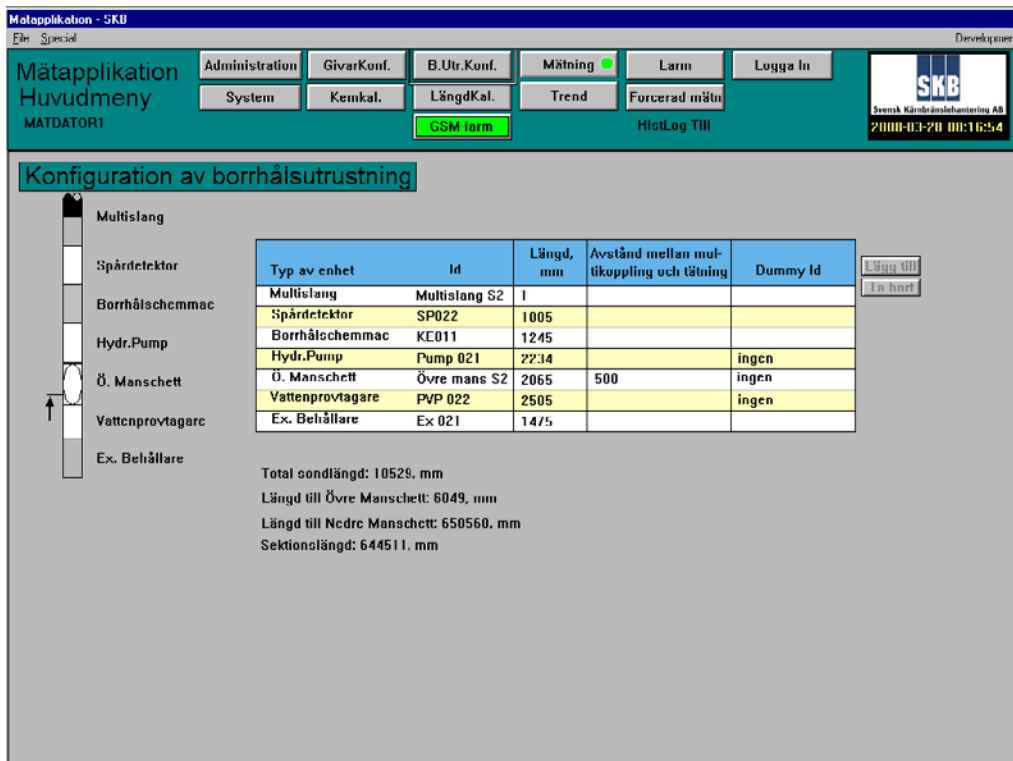 Matapplikation - SKB
File Special Developmen
Mätapplikation
Huvudmeny
MATDATOR1
Administration GivarKonf. B.Utr.Konf. Mätning Larm Logga In
System Kemkal. LängdKal. Trend Forcerad mätn
GSM larm HistLog Till
SKB
Svensk Kärnbränslehantering AB
2000-03-20 08:16:54
Konfiguration av borrhålsutrustning
Multislang
Spårdetektor
Borrhålschemmac
Hydr.Pump
Ö. Manschett
Vattenprovtagare
Ex. Behållare
Typ av enhet Id Längd, mm Avstånd mellan mul-tikoppling och tätning Dummy Id
Multislang Multislang S2 1
Spårdetektor SP022 1005
Borrhålschemmac KE011 1245
Hydr.Pump Pump 021 2234 ingen
Ö. Manschett Övre mans S2 2065 500 ingen
Vattenprovtagare PVP 022 2505 ingen
Ex. Behållare Ex 021 1475
Lägg till
Ta bort
Total sondlängd: 10529, mm
Längd till Övre Manschett: 6049, mm
Längd till Nedre Manschett: 650560, mm
Sektionslängd: 644511, mm